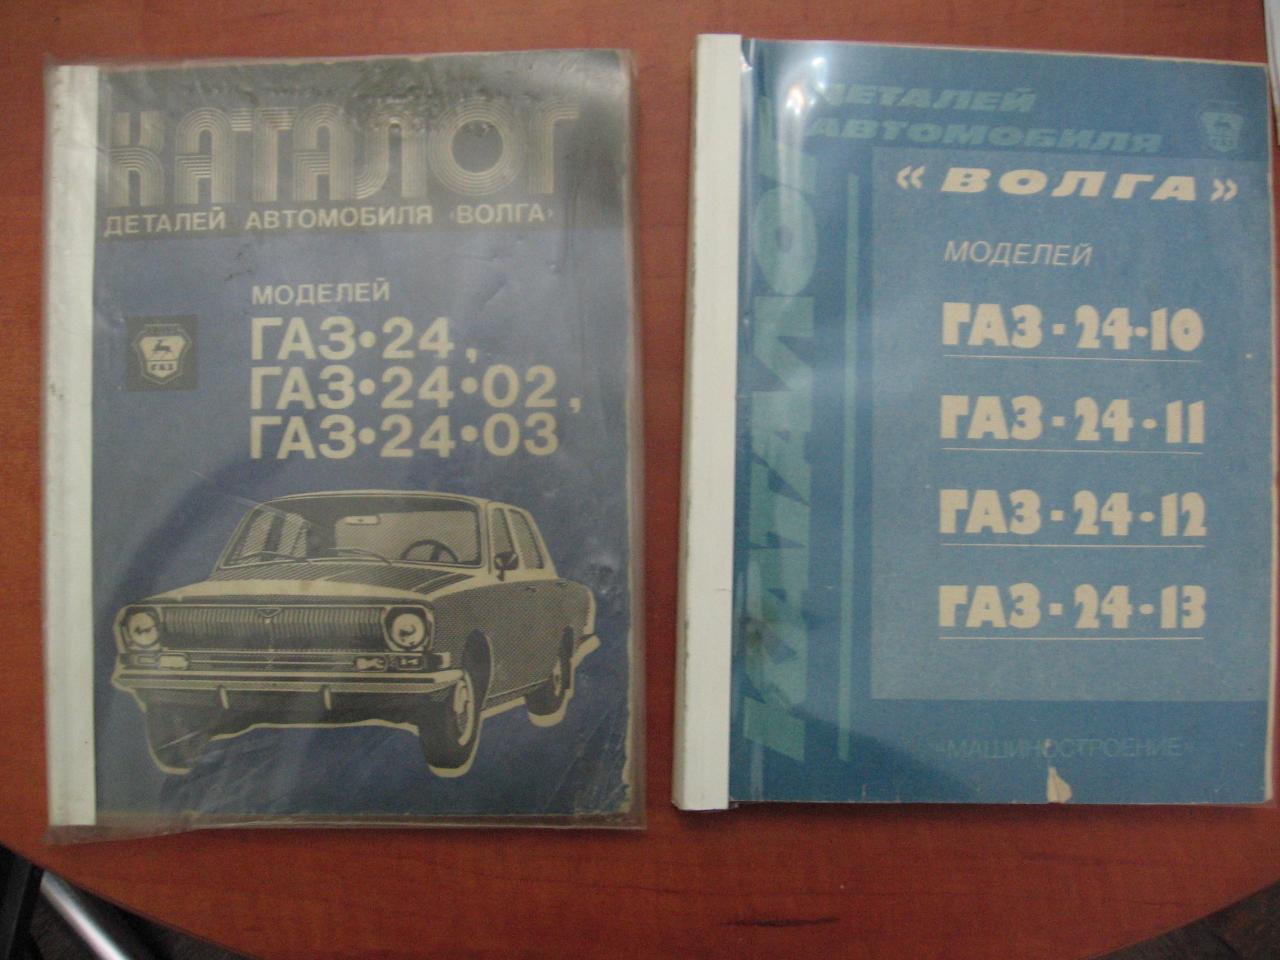 КАТАЛОГ
ДЕТАЛЕЙ АВТОМОБИЛЯ «ВОЛГА»
МОДЕЛЕЙ
ГАЗ•24,
ГАЗ•24•02,
ГАЗ•24•03
ГАЗ
КАТАЛОГ
ДЕТАЛЕЙ
АВТОМОБИЛЯ
«ВОЛГА»
МОДЕЛЕЙ
ГАЗ-24-10
ГАЗ-24-11
ГАЗ-24-12
ГАЗ-24-13
«МАШИНОСТРОЕНИЕ»
ГАЗ